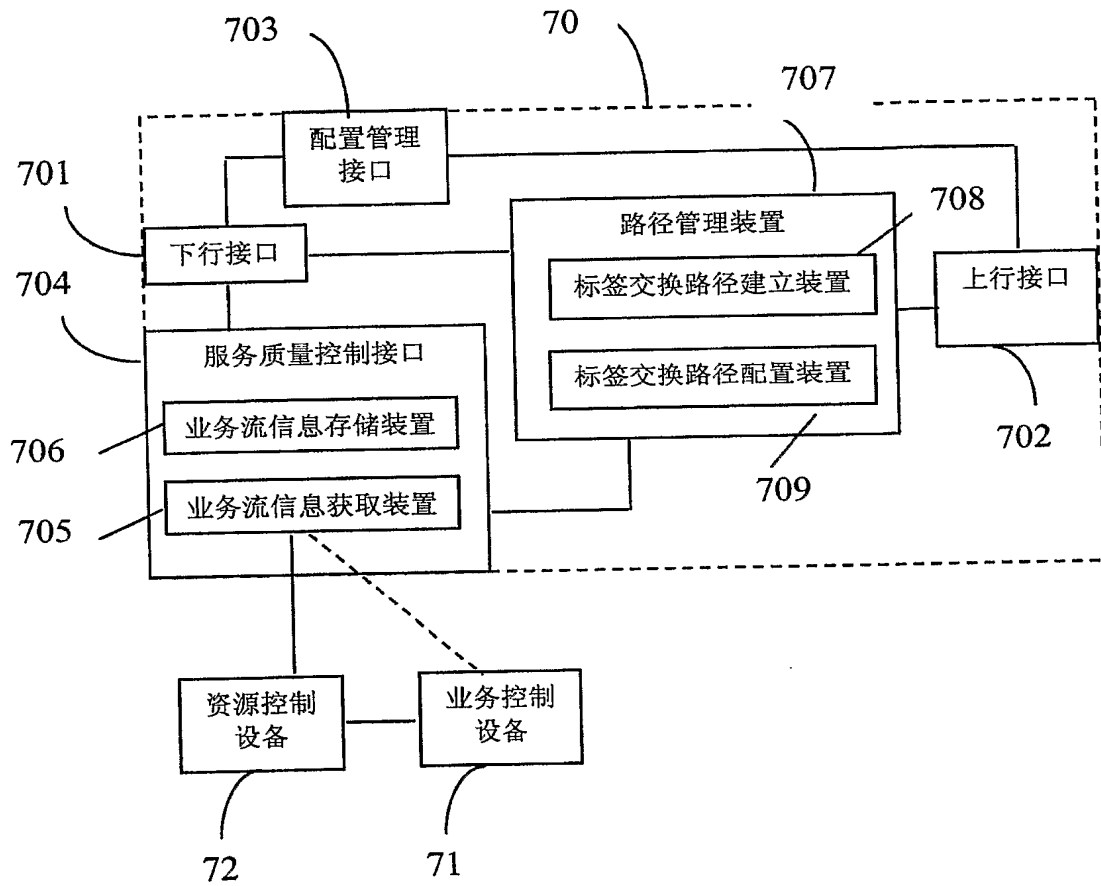 703
70
707
配置管理
接口
701
708
路径管理装置
下行接口
标签交换路径建立装置
上行接口
704
服务质量控制接口
标签交换路径配置装置
706
业务流信息存储装置
702
709
705
业务流信息获取装置
资源控制
设备
业务控制
设备
72
71